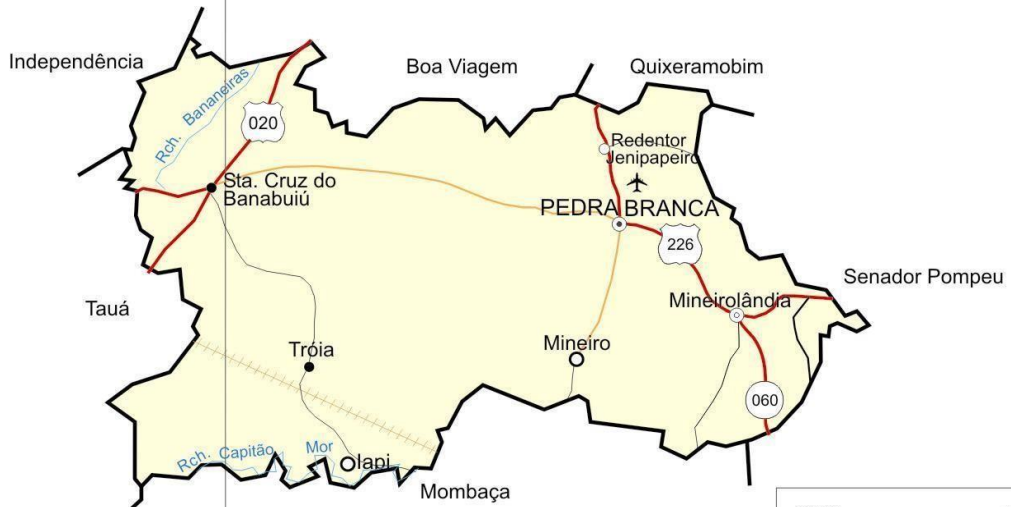 Independência
Boa Viagem
Quixeramobim
Rch. Bananeiras
020
Redentor
Jenipapeiro
Sta. Cruz do
Banabuiú
PEDRA BRANCA
226
Senador Pompeu
Mineirolândia
Tauá
Mineiro
Tróia
060
Rch. Capitão Mor
Iapi
Mombaça